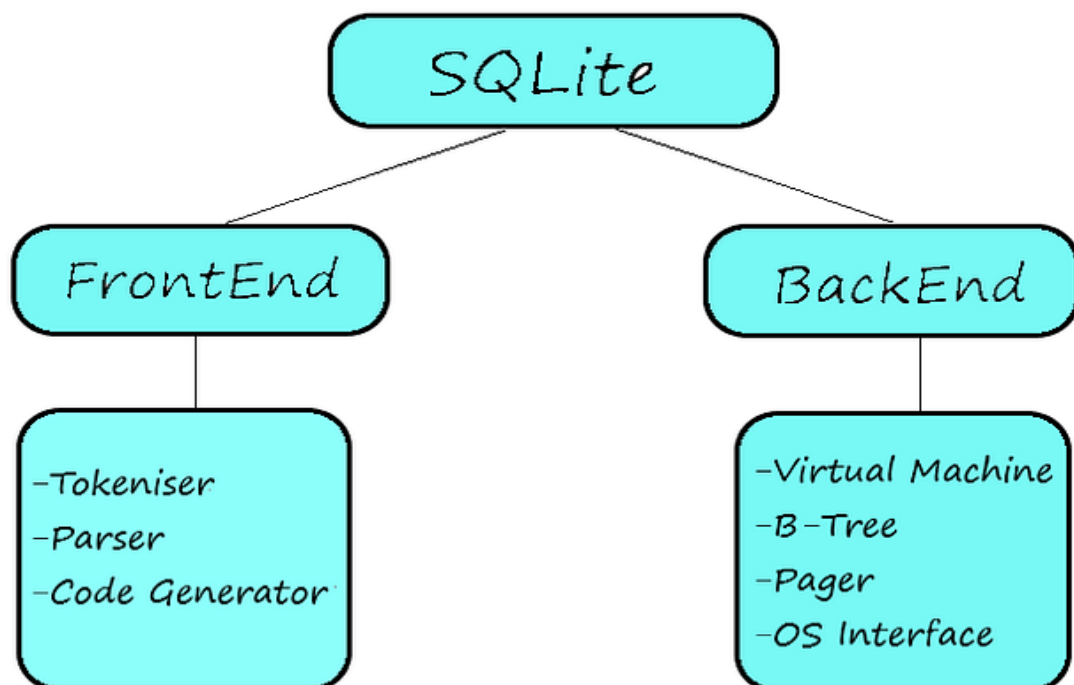 SQLite
FrontEnd
BackEnd
-Tokeniser
-Parser
-Code Generator
-Virtual Machine
-B-Tree
-Pager
-OS Interface